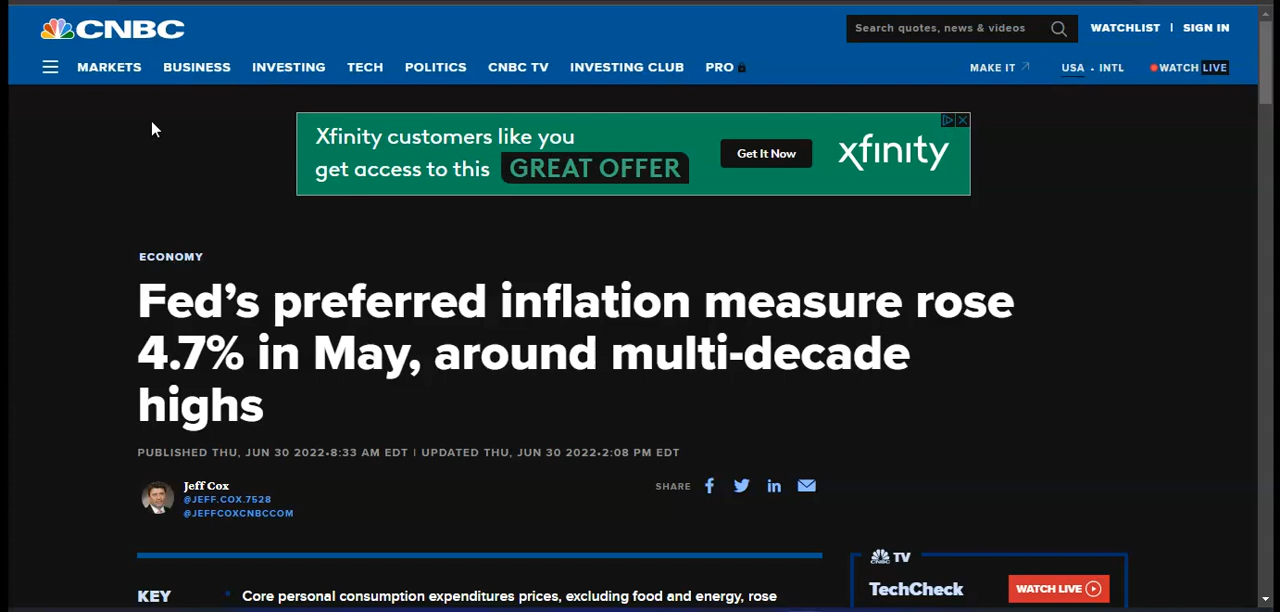 CNBC
Search quotes, news & videos
WATCHLIST | SIGN IN
MARKETS BUSINESS INVESTING TECH POLITICS CNBC TV INVESTING CLUB PRO
MAKE IT USA • INTL WATCH LIVE
Xfinity customers like you
get access to this GREAT OFFER
Get It Now
xfinity
ECONOMY
Fed's preferred inflation measure rose
4.7% in May, around multi-decade
highs
PUBLISHED THU, JUN 30 2022•8:33 AM EDT | UPDATED THU, JUN 30 2022•2:08 PM EDT
Jeff Cox
@JEFF.COX.7528
@JEFFCOXCNBCCOM
SHARE
KEY
• Core personal consumption expenditures prices, excluding food and energy, rose
CNBC TV
TechCheck
WATCH LIVE